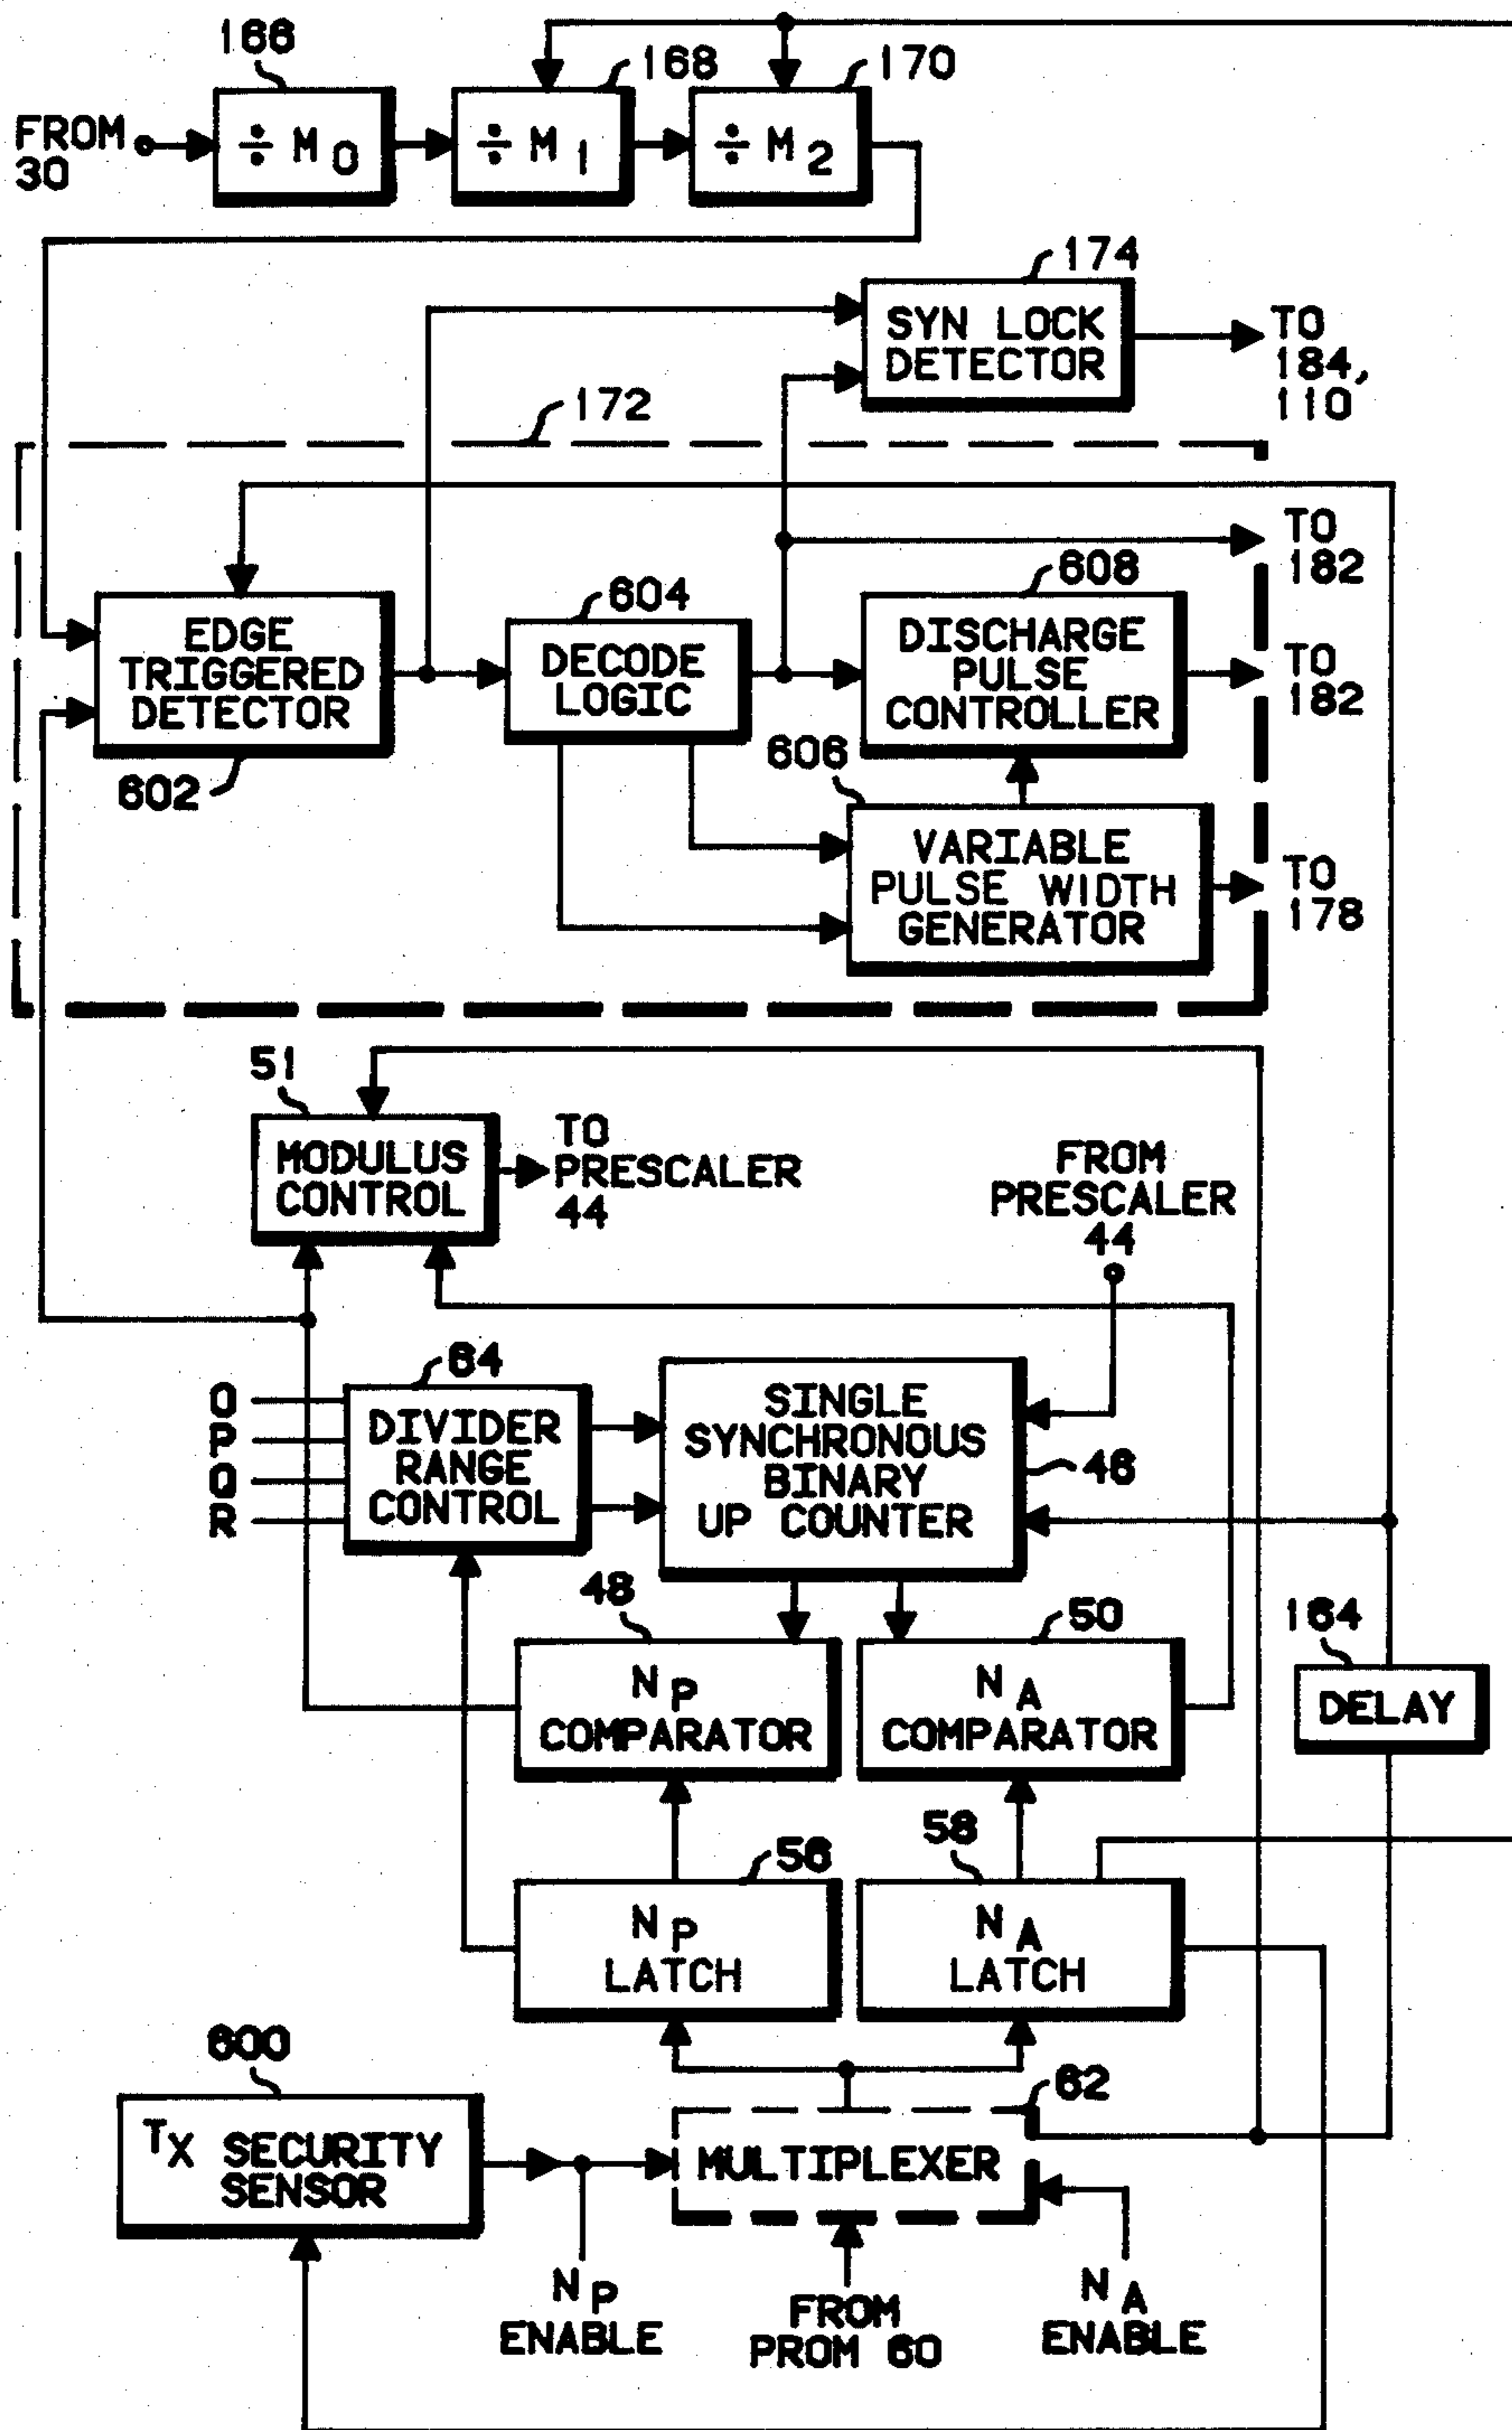 166
168
170
FROM
30
÷ M0
÷ M1
÷ M2
174
SYN LOCK
DETECTOR
TO
184,
110
172
TO
182
EDGE
TRIGGERED
DETECTOR
602
604
DECODE
LOGIC
608
DISCHARGE
PULSE
CONTROLLER
TO
182
606
VARIABLE
PULSE WIDTH
GENERATOR
TO
178
51
MODULUS
CONTROL
TO
PRESCALER
44
FROM
PRESCALER
44
64
O
P
Q
R
DIVIDER
RANGE
CONTROL
SINGLE
SYNCHRONOUS
BINARY
UP COUNTER
46
48
NP
COMPARATOR
50
NA
COMPARATOR
164
DELAY
56
NP
LATCH
58
NA
LATCH
600
TX SECURITY
SENSOR
62
MULTIPLEXER
NP
ENABLE
FROM
PROM 60
NA
ENABLE